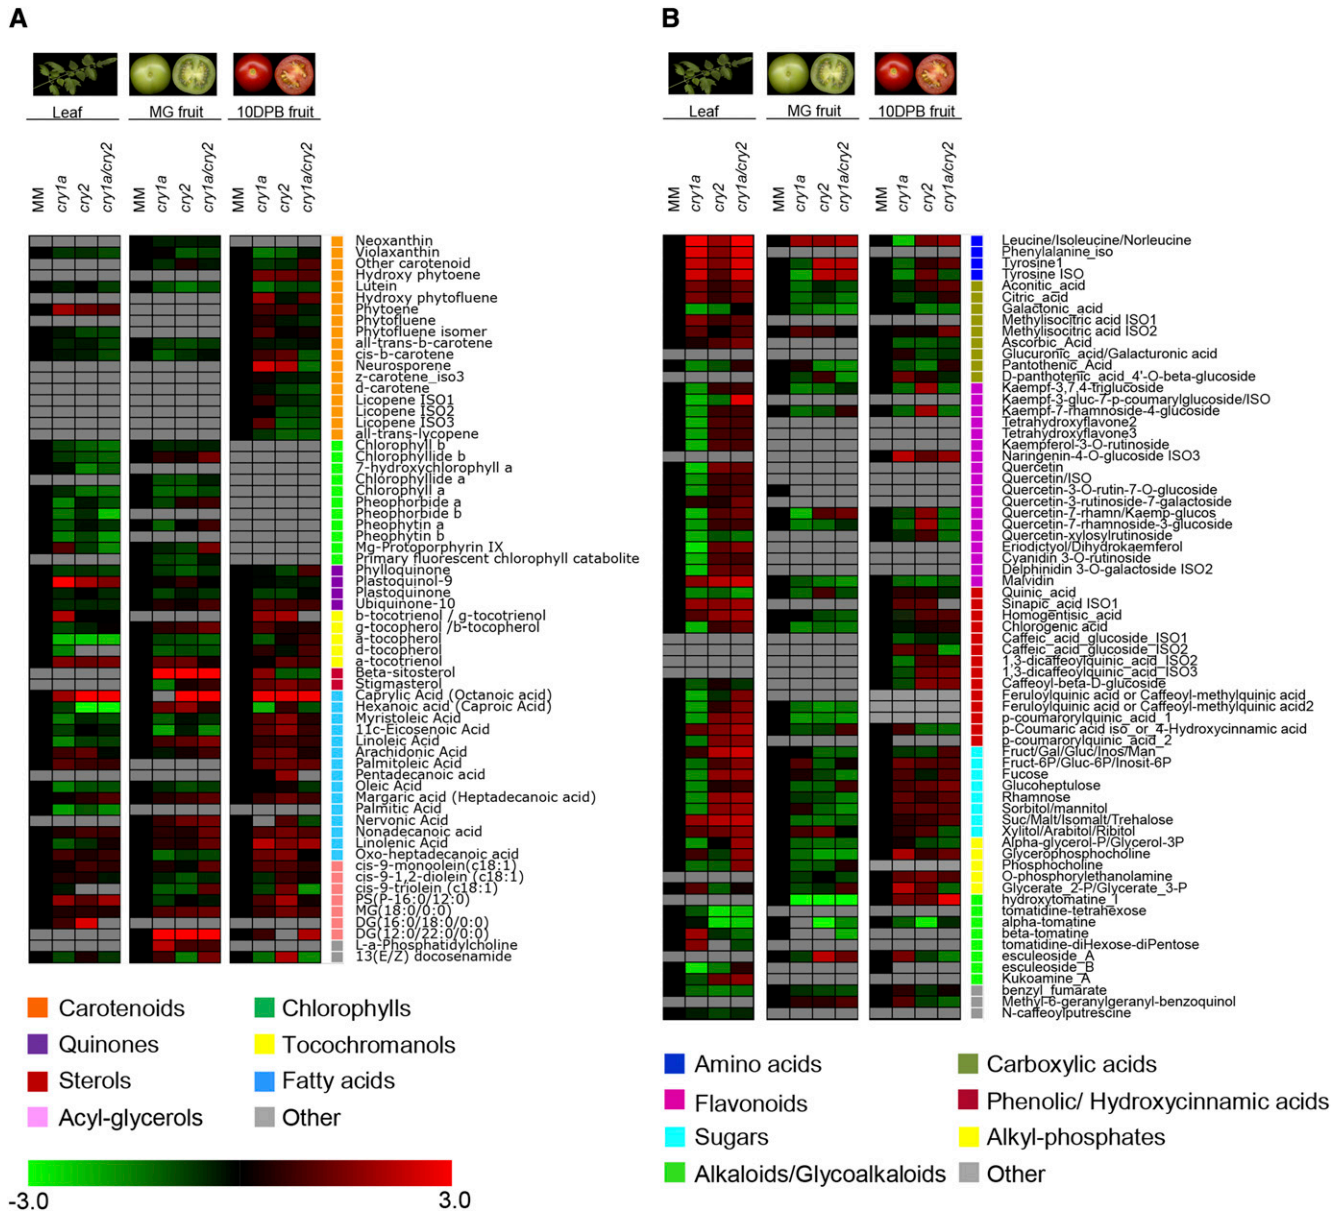 A
Leaf
MG fruit
10DPB fruit
MM
cry1a
cry2
cry1a/cry2
MM
cry1a
cry2
cry1a/cry2
MM
cry1a
cry2
cry1a/cry2
Neoxanthin
Violaxanthin
Other carotenoid
Hydroxy phytoene
Lutein
Hydroxy phytofluene
Phytoene
Phytofluene
Phytofluene isomer
all-trans-b-carotene
cis-b-carotene
Neurosporene
z-carotene_iso3
d-carotene
Licopene ISO1
Licopene ISO2
Licopene ISO3
all-trans-lycopene
Chlorophyll b
Chlorophyllide b
7-hydroxychlorophyll a
Chlorophyllide a
Chlorophyll a
Pheophorbide a
Pheophorbide b
Pheophytin a
Pheophytin b
Mg-Protoporphyrin IX
Primary fluorescent chlorophyll catabolite
Phylloquinone
Plastoquinol-9
Plastoquinone
Ubiquinone-10
b-tocotrienol / g-tocotrienol
g-tocopherol /b-tocopherol
a-tocopherol
d-tocopherol
a-tocotrienol
Beta-sitosterol
Stigmasterol
Caprylic Acid (Octanoic acid)
Hexanoic acid (Caproic Acid)
Myristoleic Acid
11c-Eicosenoic Acid
Linoleic Acid
Arachidonic Acid
Palmitoleic Acid
Pentadecanoic acid
Oleic Acid
Margaric acid (Heptadecanoic acid)
Palmitic Acid
Nervonic Acid
Nonadecanoic acid
Linolenic Acid
Oxo-heptadecanoic acid
cis-9-monoolein(c18:1)
cis-9-1,2-diolein (c18:1)
cis-9-triolein (c18:1)
PS(P-16:0/12:0)
MG(18:0/0:0)
DG(16:0/18:0/0:0)
DG(12:0/22:0/0:0)
L-a-Phosphatidylcholine
13(E/Z) docosenamide
Carotenoids
Chlorophylls
Quinones
Tocochromanols
Sterols
Fatty acids
Acyl-glycerols
Other
-3.0
3.0
B
Leaf
MG fruit
10DPB fruit
MM
cry1a
cry2
cry1a/cry2
MM
cry1a
cry2
cry1a/cry2
MM
cry1a
cry2
cry1a/cry2
Leucine/Isoleucine/Norleucine
Phenylalanine_iso
Tyrosine1
Tyrosine ISO
Aconitic_acid
Citric_acid
Galactonic_acid
Methylisocitric acid ISO1
Methylisocitric acid ISO2
Ascorbic_Acid
Glucuronic_acid/Galacturonic acid
Pantothenic_Acid
D-panthotenic_acid_4'-O-beta-glucoside
Kaempf-3,7,4-triglucoside
Kaempf-3-gluc-7-p-coumarylglucoside/ISO
Kaempf-7-rhamnoside-4-glucoside
Tetrahydroxyflavone2
Tetrahydroxyflavone3
Kaempferol-3-O-rutinoside
Naringenin-4-O-glucoside ISO3
Quercetin
Quercetin/ISO
Quercetin-3-O-rutin-7-O-glucoside
Quercetin-3-rutinoside-7-galactoside
Quercetin-7-rhamn/Kaemp-glucos
Quercetin-7-rhamnoside-3-glucoside
Quercetin-xylosylrutinoside
Eriodictyol/Dihydrokaemferol
Cyanidin 3-O-rutinoside
Delphinidin 3-O-galactoside ISO2
Malvidin
Quinic_acid
Sinapic_acid ISO1
Homogentisic_acid
Chlorogenic acid
Caffeic_acid_glucoside_ISO1
Caffeic_acid_glucoside_ISO2
1,3-dicaffeoylquinic_acid_ISO2
1,3-dicaffeoylquinic_acid_ISO3
Caffeoyl-beta-D-glucoside
Feruloylquinic acid or Caffeoyl-methylquinic acid
Feruloylquinic acid or Caffeoyl-methylquinic acid2
p-coumarorylquinic_acid_1
p-Coumaric acid iso_or_4-Hydroxycinnamic acid
p-coumarorylquinic_acid_2
Fruct/Gal/Gluc/Inos/Man
Fruct-6P/Gluc-6P/Inosit-6P
Fucose
Glucoheptulose
Rhamnose
Sorbitol/mannitol
Suc/Malt/Isomalt/Trehalose
Xylitol/Arabitol/Ribitol
Alpha-glycerol-P/Glycerol-3P
Glycerophosphocholine
Phosphocholine
O-phosphorylethanolamine
Glycerate_2-P/Glycerate_3-P
hydroxytomatine_I
tomatidine-tetrahexose
alpha-tomatine
beta-tomatine
tomatidine-diHexose-diPentose
esculeoside_A
esculeoside_B
Kukoamine_A
benzyl_fumarate
Methyl-6-geranylgeranyl-benzoquinol
N-caffeoylputrescine
Amino acids
Carboxylic acids
Flavonoids
Phenolic/ Hydroxycinnamic acids
Sugars
Alkyl-phosphates
Alkaloids/Glycoalkaloids
Other